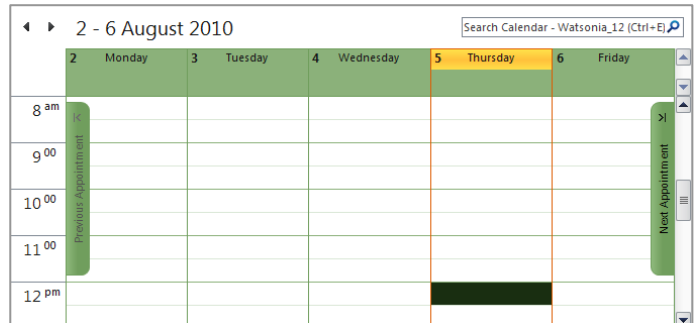 2 - 6 August 2010
Search Calendar - Watsonia_12 (Ctrl+E)
2 Monday 3 Tuesday 4 Wednesday 5 Thursday 6 Friday
8 am
9 00
10 00
11 00
12 pm
Previous Appointment
Next Appointment